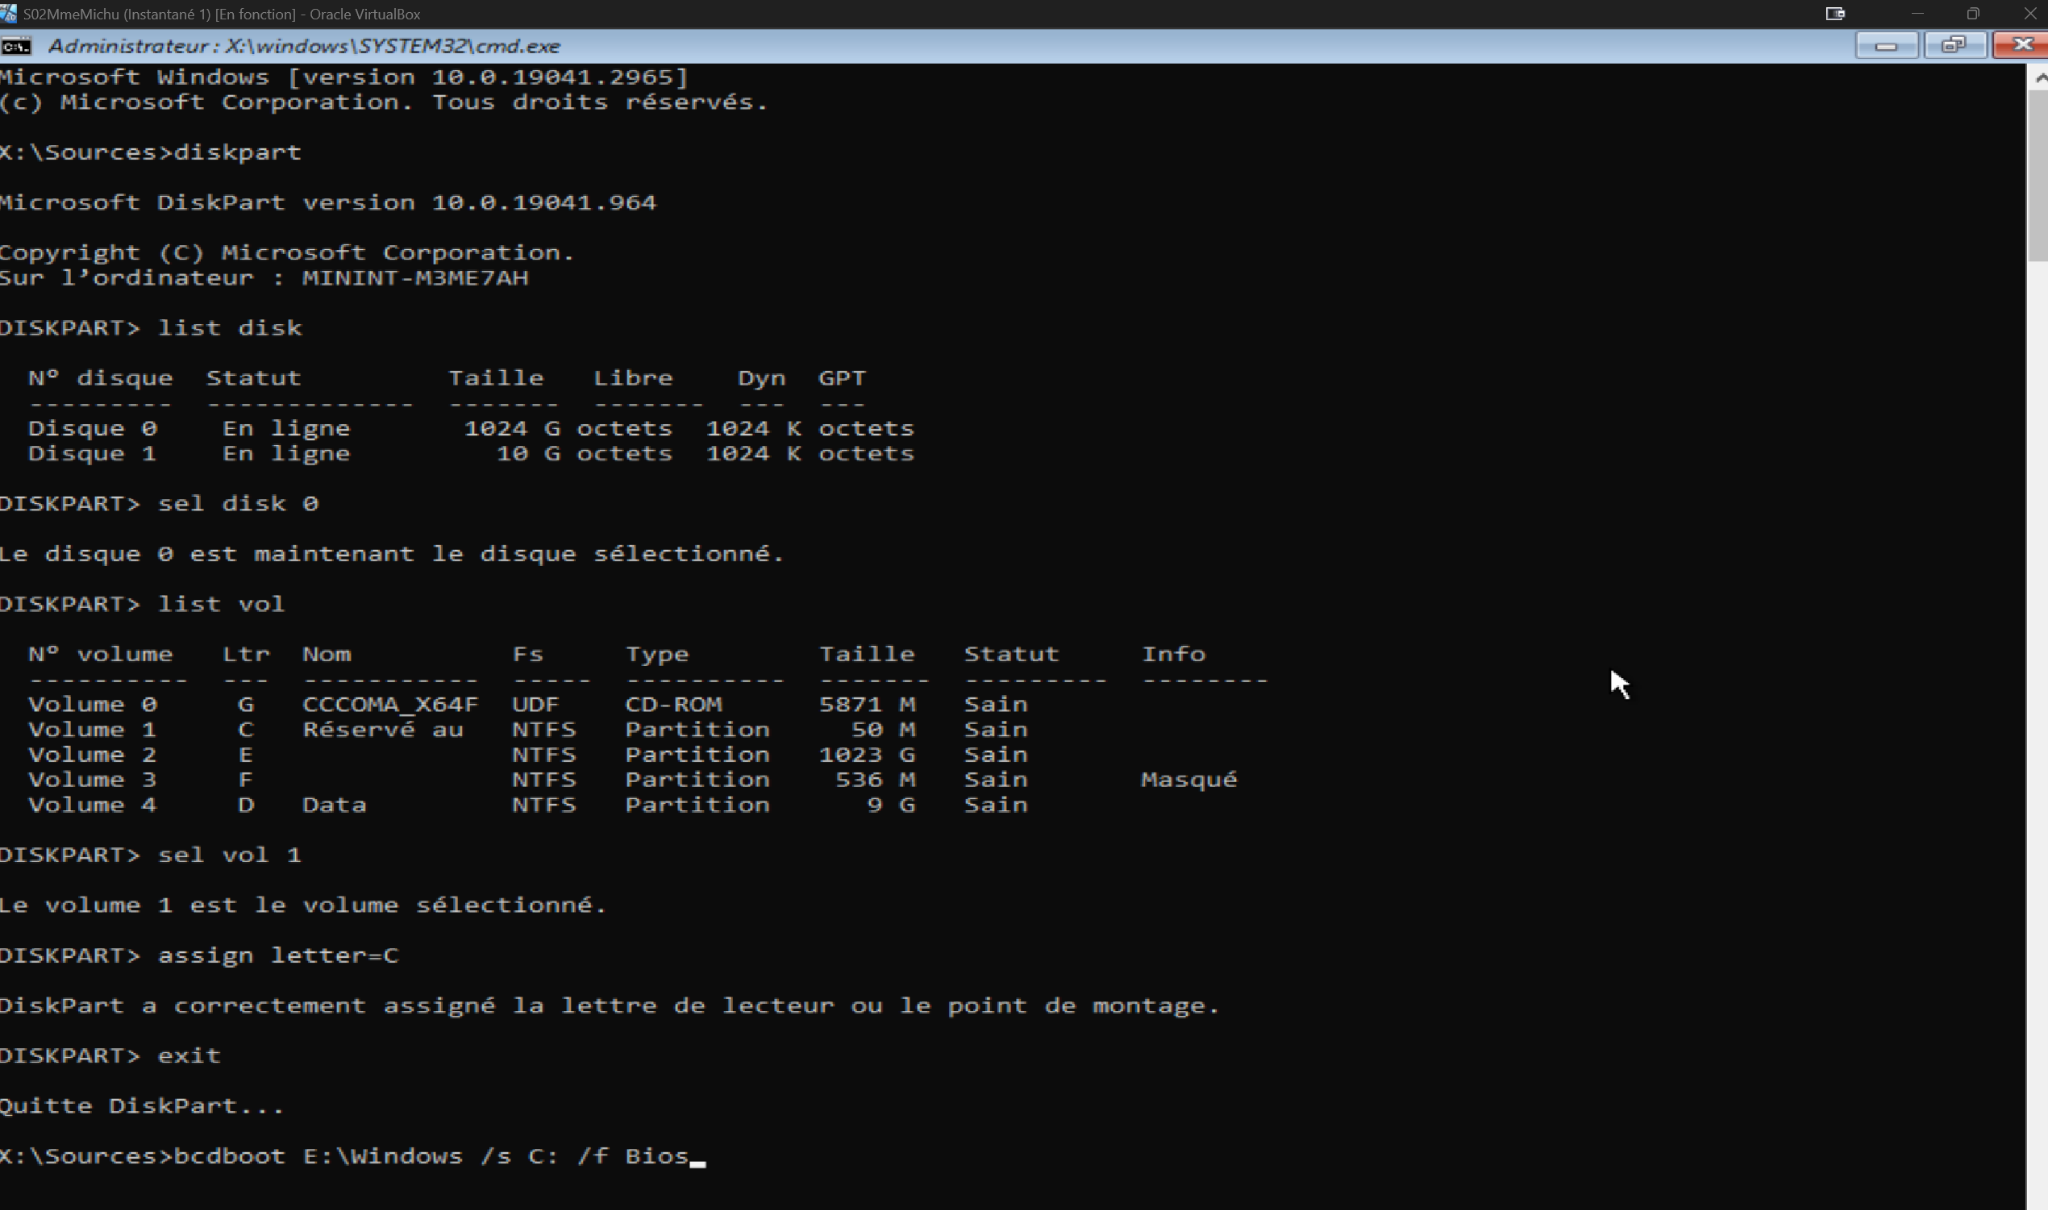 S02MmeMichu (Instantané 1) [En fonction] - Oracle VirtualBox
Administrateur : X:\windows\SYSTEM32\cmd.exe
Microsoft Windows [version 10.0.19041.2965]
(c) Microsoft Corporation. Tous droits réservés.
X:\Sources>diskpart
Microsoft DiskPart version 10.0.19041.964
Copyright (C) Microsoft Corporation.
Sur l’ordinateur : MININT-M3ME7AH
DISKPART> list disk
N° disque  Statut         Taille   Libre    Dyn  GPT
---------  -------------  -------  -------  ---  ---
Disque 0    En ligne       1024 G octets  1024 K octets
Disque 1    En ligne         10 G octets  1024 K octets
DISKPART> sel disk 0
Le disque 0 est maintenant le disque sélectionné.
DISKPART> list vol
N° volume   Ltr  Nom          Fs     Type        Taille   Statut     Info
----------  ---  -----------  -----  ----------  -------  ---------  --------
Volume 0     G   CCCOMA_X64F  UDF    CD-ROM      5871 M   Sain
Volume 1     C   Réservé au   NTFS   Partition     50 M   Sain
Volume 2     E                NTFS   Partition   1023 G   Sain
Volume 3     F                NTFS   Partition    536 M   Sain       Masqué
Volume 4     D   Data         NTFS   Partition      9 G   Sain
DISKPART> sel vol 1
Le volume 1 est le volume sélectionné.
DISKPART> assign letter=C
DiskPart a correctement assigné la lettre de lecteur ou le point de montage.
DISKPART> exit
Quitte DiskPart...
X:\Sources>bcdboot E:\Windows /s C: /f Bios